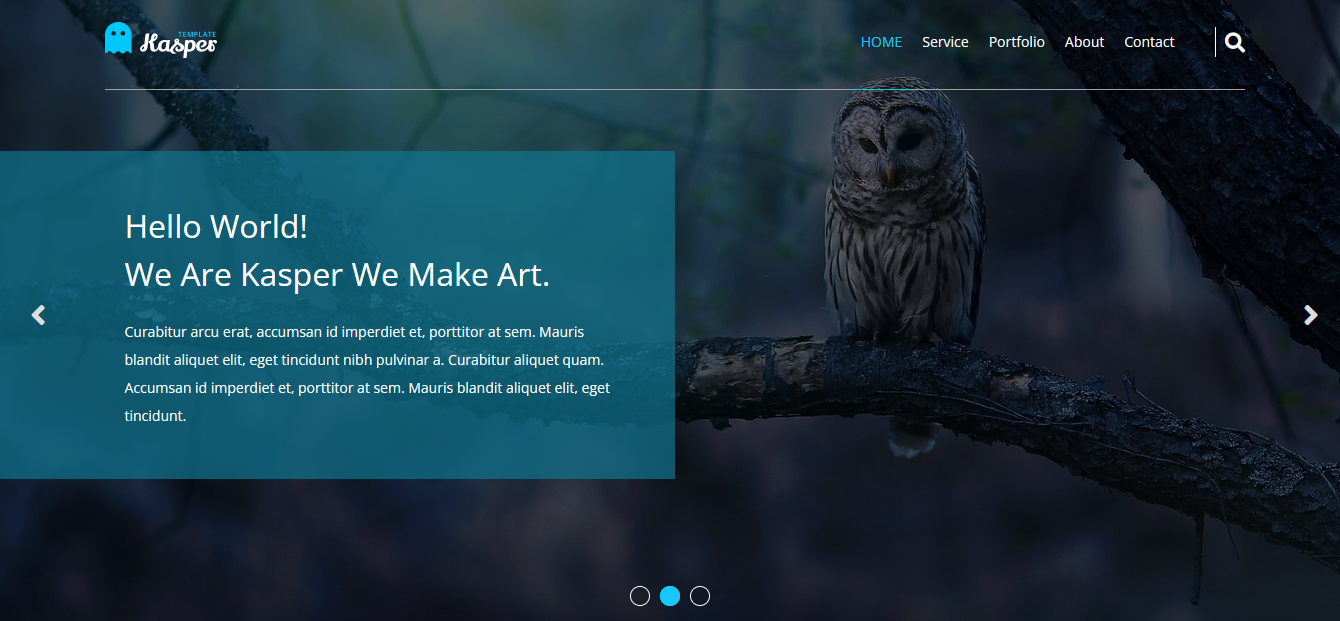 TEMPLATE
Kasper
HOME Service Portfolio About Contact
Hello World!
We Are Kasper We Make Art.
Curabitur arcu erat, accumsan id imperdiet et, porttitor at sem. Mauris
blandit aliquet elit, eget tincidunt nibh pulvinar a. Curabitur aliquet quam.
Accumsan id imperdiet et, porttitor at sem. Mauris blandit aliquet elit, eget
tincidunt.